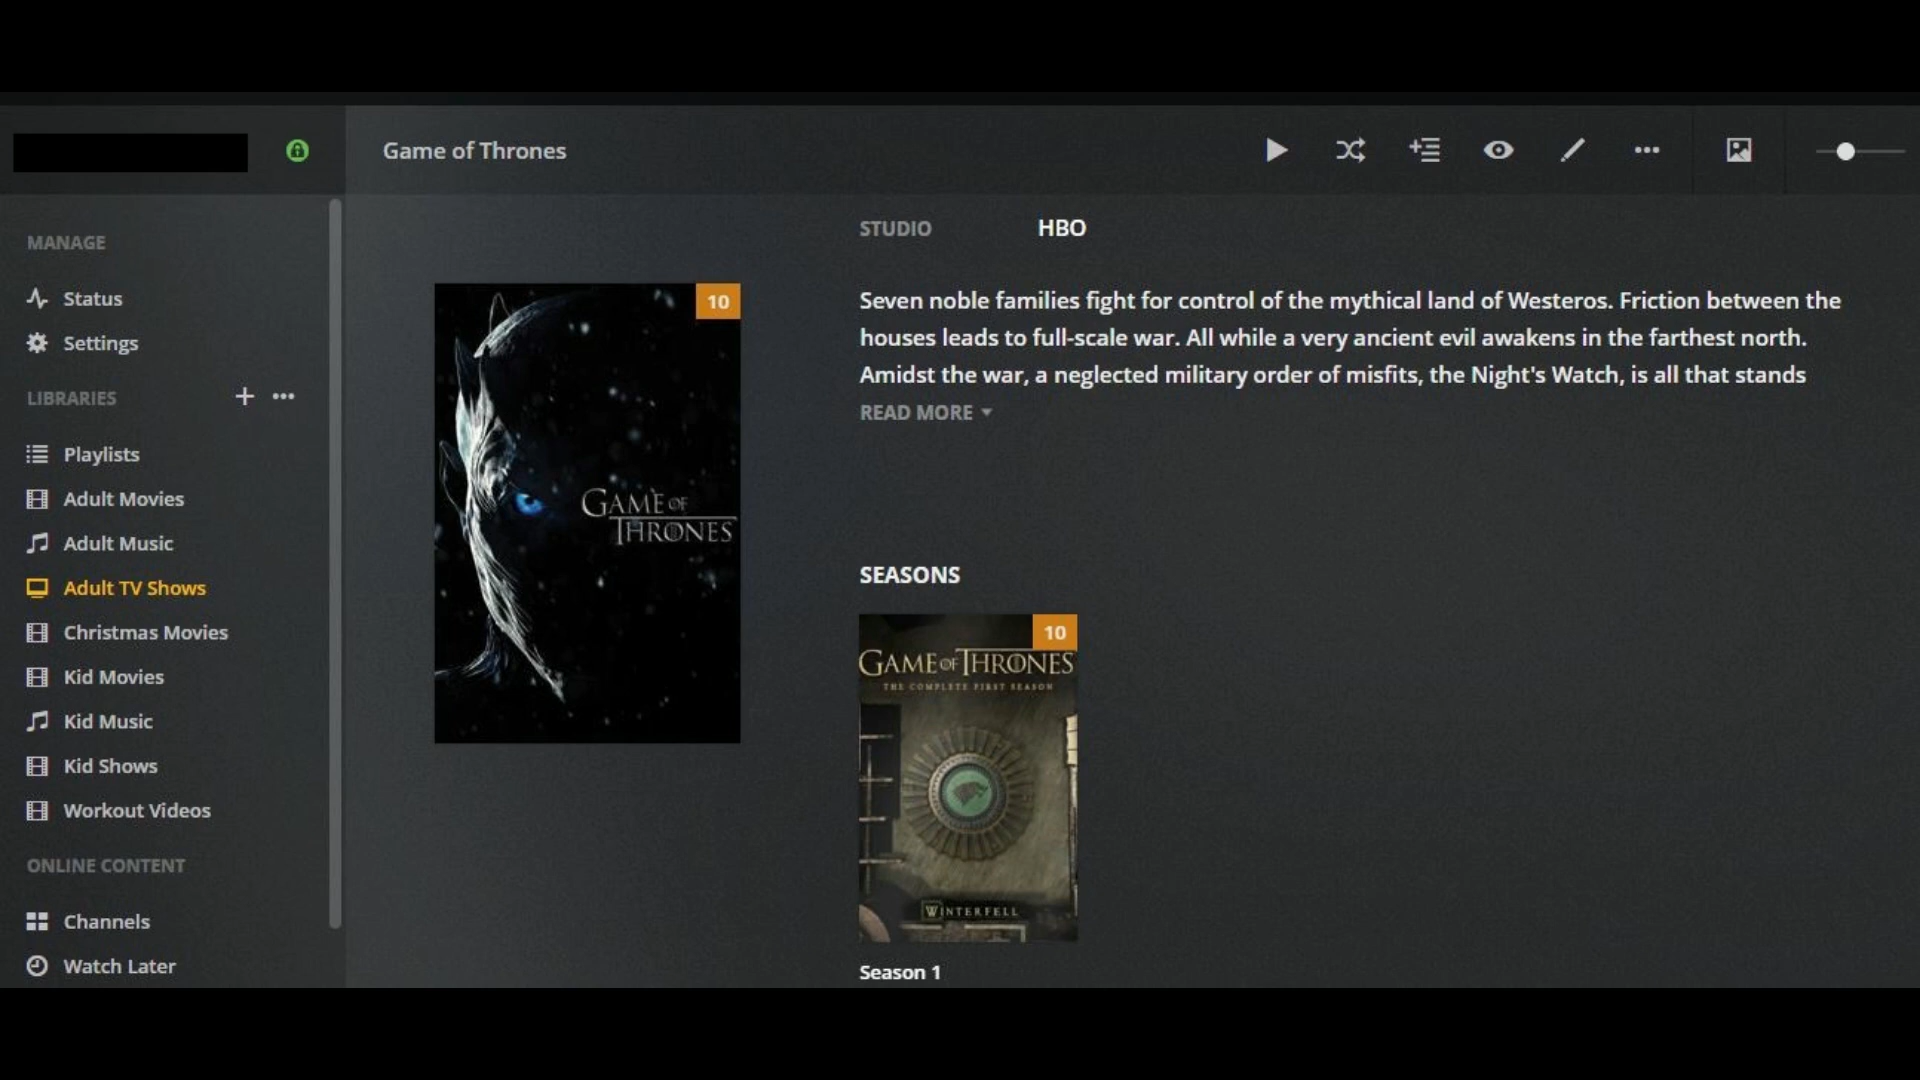 Game of Thrones
MANAGE
Status
Settings
LIBRARIES
Playlists
Adult Movies
Adult Music
Adult TV Shows
Christmas Movies
Kid Movies
Kid Music
Kid Shows
Workout Videos
ONLINE CONTENT
Channels
Watch Later
10
GAME OF
THRONES
STUDIO HBO
Seven noble families fight for control of the mythical land of Westeros. Friction between the
houses leads to full-scale war. All while a very ancient evil awakens in the farthest north.
Amidst the war, a neglected military order of misfits, the Night's Watch, is all that stands
READ MORE
SEASONS
10
GAME OF THRONES
THE COMPLETE FIRST SEASON
WINTERFELL
Season 1